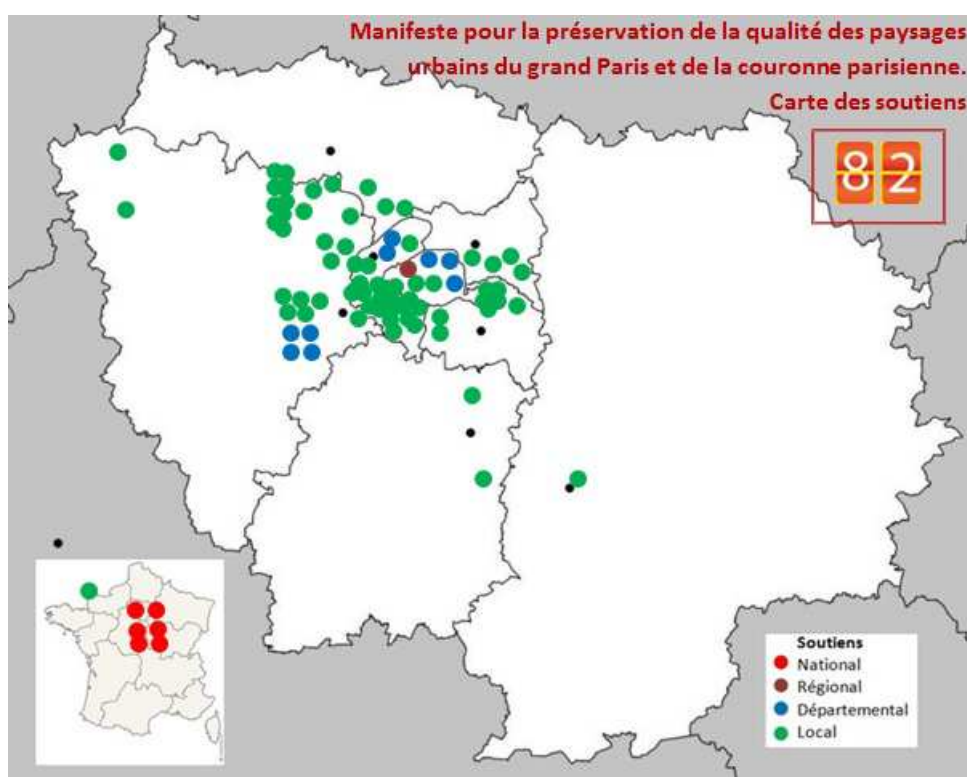 Manifeste pour la préservation de la qualité des paysages
urbains du grand Paris et de la couronne parisienne.
Carte des soutiens
82
Soutiens
National
Régional
Départemental
Local